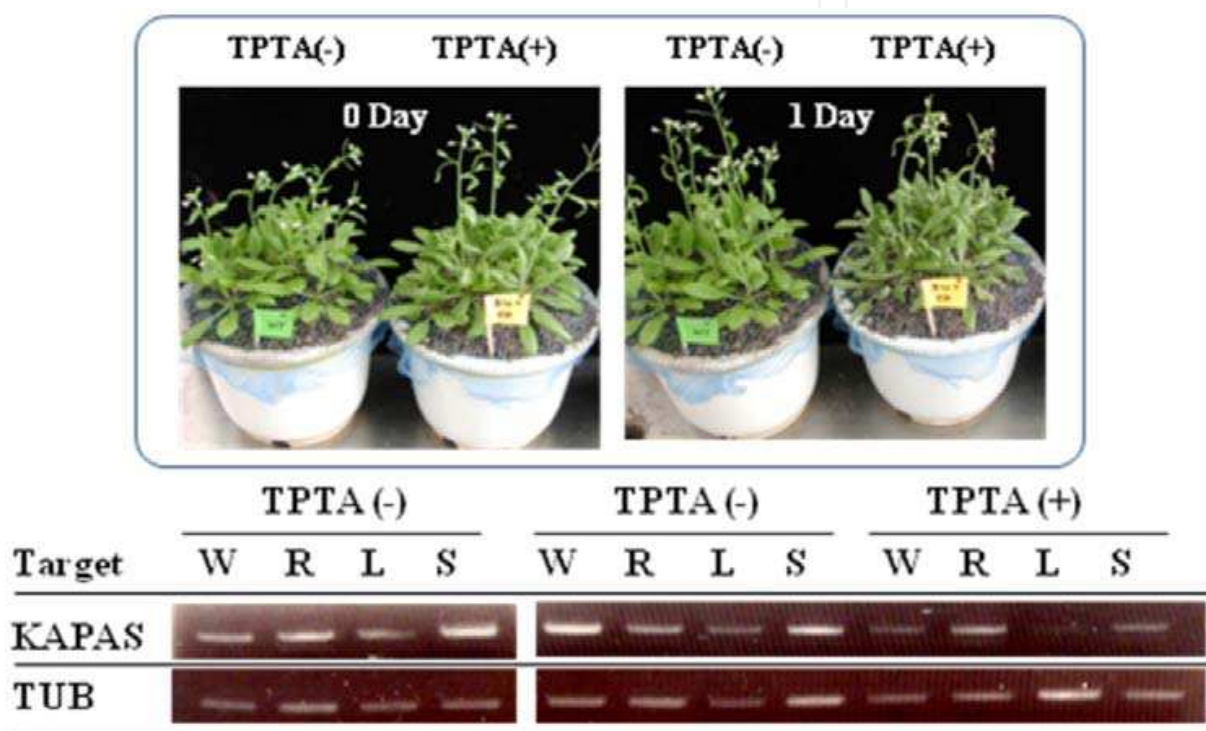 TPTA(-) TPTA(+) TPTA(-) TPTA(+)
0 Day 1 Day
TPTA (-) TPTA (-) TPTA (+)
Target W R L S W R L S W R L S
KAPAS
TUB